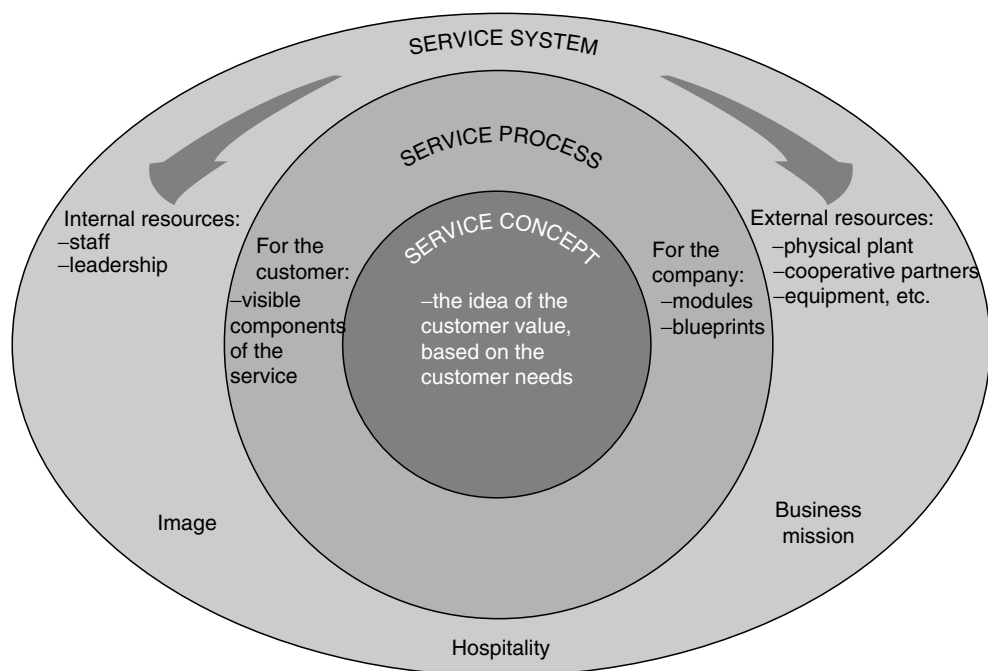 SERVICE SYSTEM
SERVICE PROCESS
SERVICE CONCEPT
–the idea of the
customer value,
based on the
customer needs
Internal resources:
–staff
–leadership
For the
customer:
–visible
components
of the
service
For the
company:
–modules
–blueprints
External resources:
–physical plant
–cooperative partners
–equipment, etc.
Image
Business
mission
Hospitality